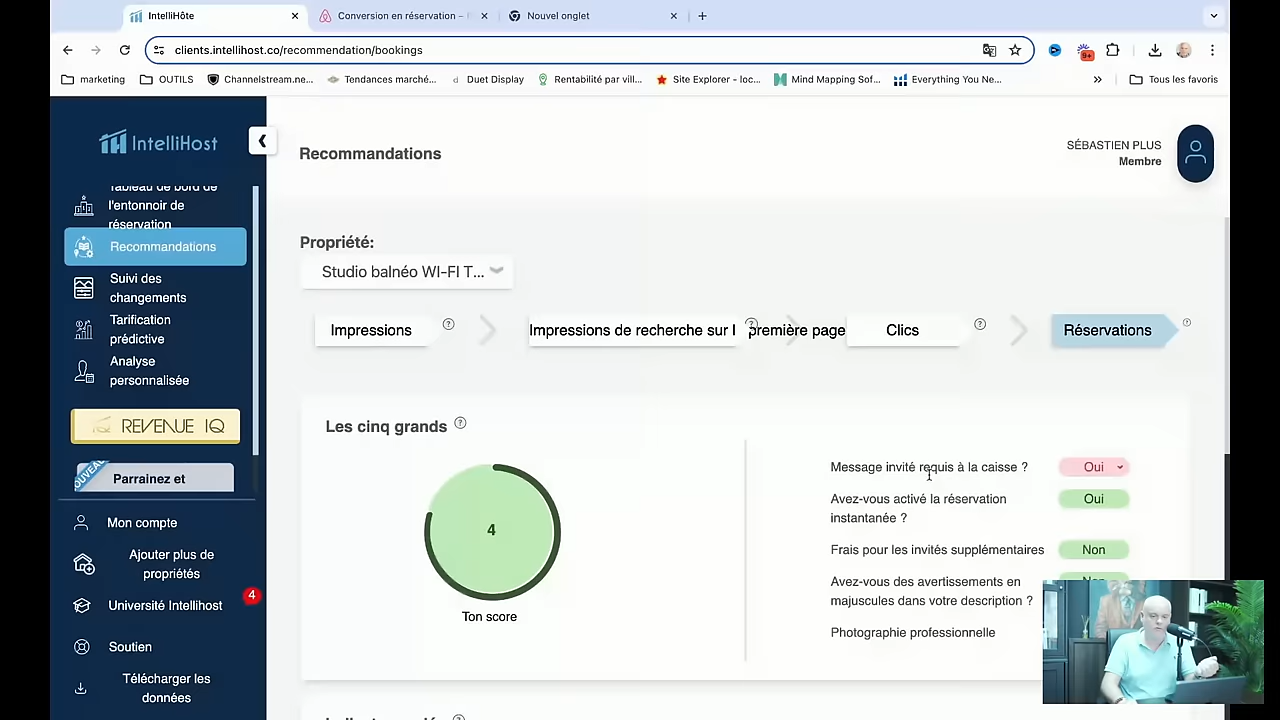 IntelliHôte
Conversion en réservation –
Nouvel onglet
clients.intellihost.co/recommendation/bookings
marketing
OUTILS
Channelstream.ne...
Tendances marché...
Duet Display
Rentabilité par vill...
Site Explorer - loc...
Mind Mapping Sof...
Everything You Ne...
Tous les favoris
IntelliHost
Tableau de bord de
l'entonnoir de
réservation
Recommandations
Suivi des
changements
Tarification
prédictive
Analyse
personnalisée
REVENUE IQ
Parrainez et
Mon compte
Ajouter plus de
propriétés
Université Intellihost
4
Soutien
Télécharger les
données
Recommandations
SÉBASTIEN PLUS
Membre
Propriété:
Studio balnéo WI-FI T...
Impressions
Impressions de recherche sur l
première page
Clics
Réservations
Les cinq grands
4
Ton score
Message invité requis à la caisse ?
Oui
Avez-vous activé la réservation
instantanée ?
Oui
Frais pour les invités supplémentaires
Non
Avez-vous des avertissements en
majuscules dans votre description ?
Non
Photographie professionnelle